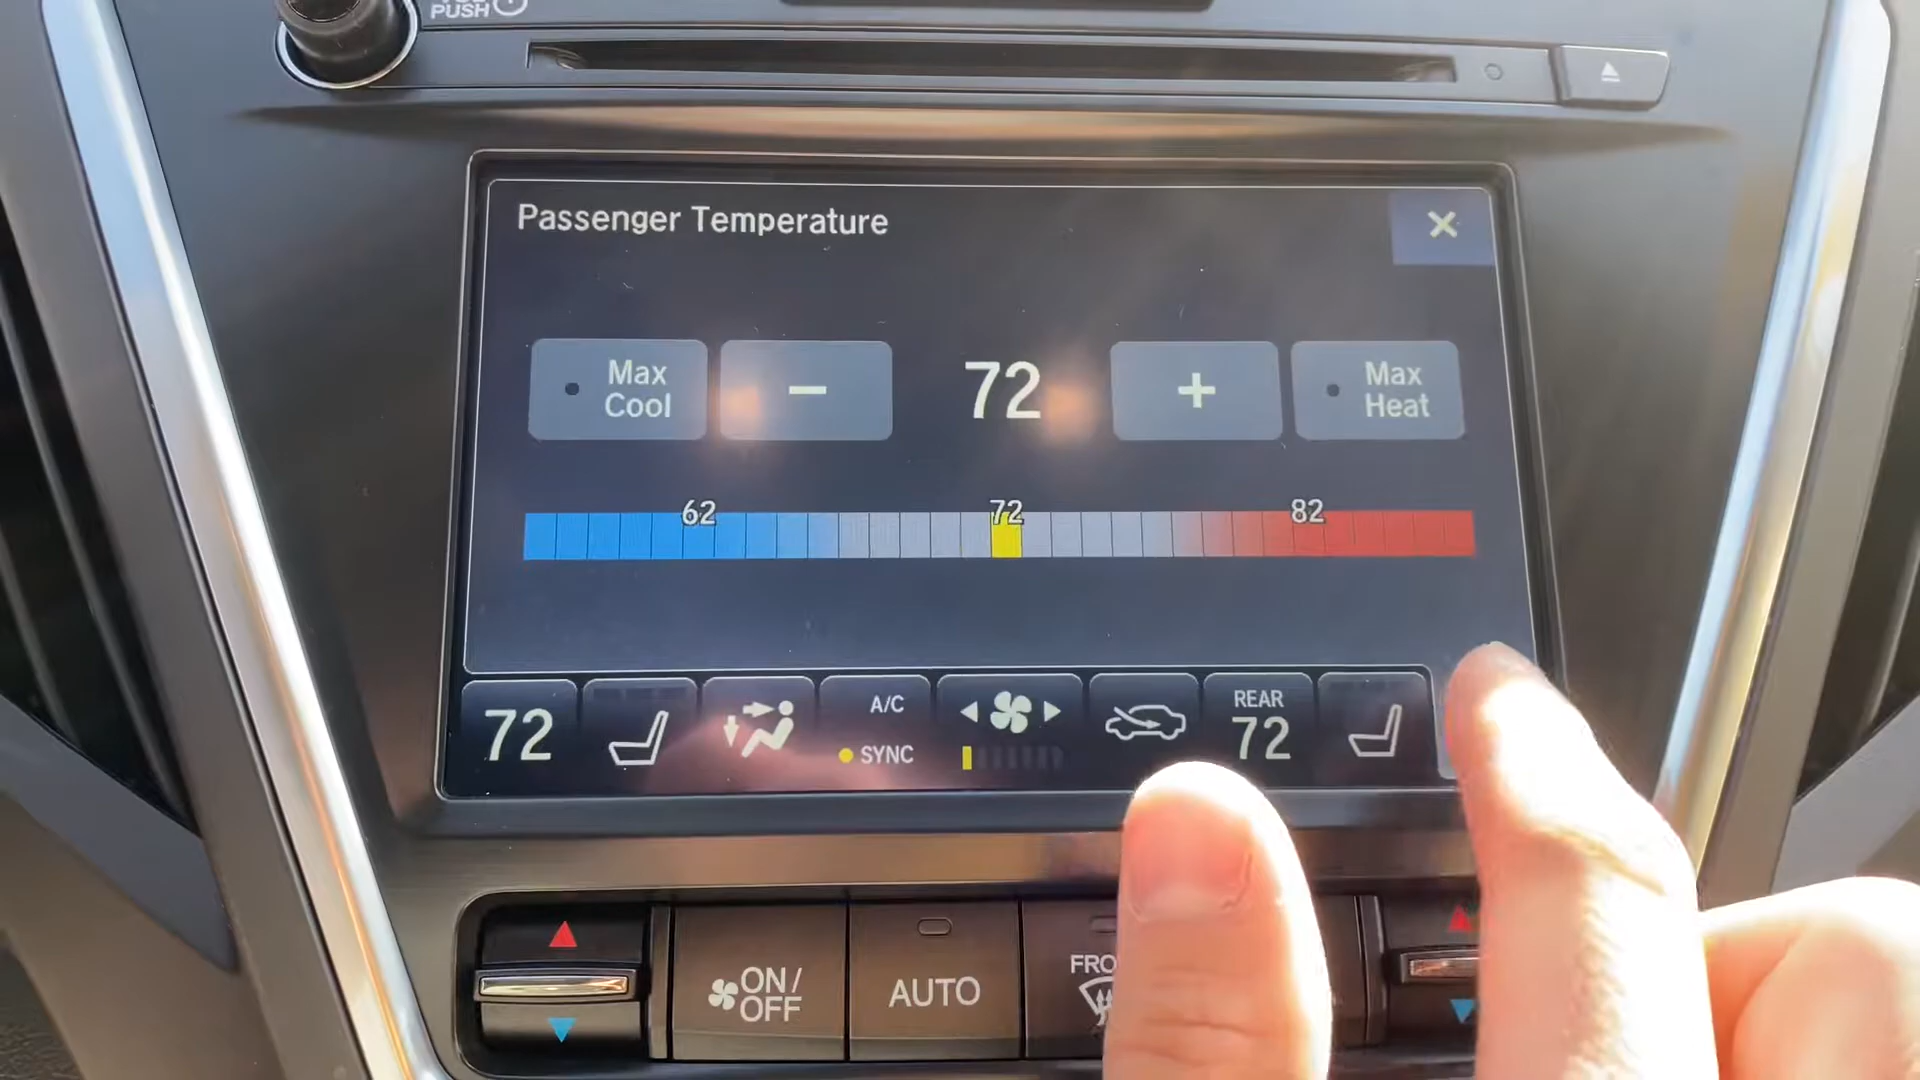 PUSH
Passenger Temperature
Max
Cool
72
Max
Heat
62
72
82
72
A/C
SYNC
REAR
72
ON/
OFF
AUTO
FRO